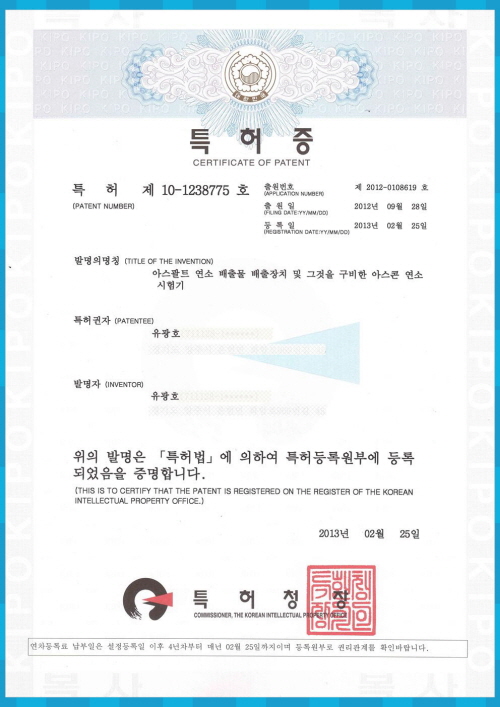 복사
대한민국
특허증
CERTIFICATE OF PATENT
특 허 제 10-1238775 호
(PATENT NUMBER)
출원번호 제 2012-0108619 호
(APPLICATION NUMBER)
출원일 2012년 09월 28일
(FILING DATE:YY/MM/DD)
등록일 2013년 02월 25일
(REGISTRATION DATE:YY/MM/DD)
발명의명칭 (TITLE OF THE INVENTION)
아스팔트 연소 배출물 배출장치 및 그것을 구비한 아스콘 연소
시험기
특허권자 (PATENTEE)
유광호
발명자 (INVENTOR)
유광호
위의 발명은 「특허법」에 의하여 특허등록원부에 등록
되었음을 증명합니다.
(THIS IS TO CERTIFY THAT THE PATENT IS REGISTERED ON THE REGISTER OF THE KOREAN
INTELLECTUAL PROPERTY OFFICE.)
2013년 02월 25일
특 허 청 장
COMMISSIONER, THE KOREAN INTELLECTUAL PROPERTY OFFICE
연차등록료 납부일은 설정등록일 이후 4년차부터 매년 02월 25일까지이며 등록원부로 권리관계를 확인바랍니다.
복사